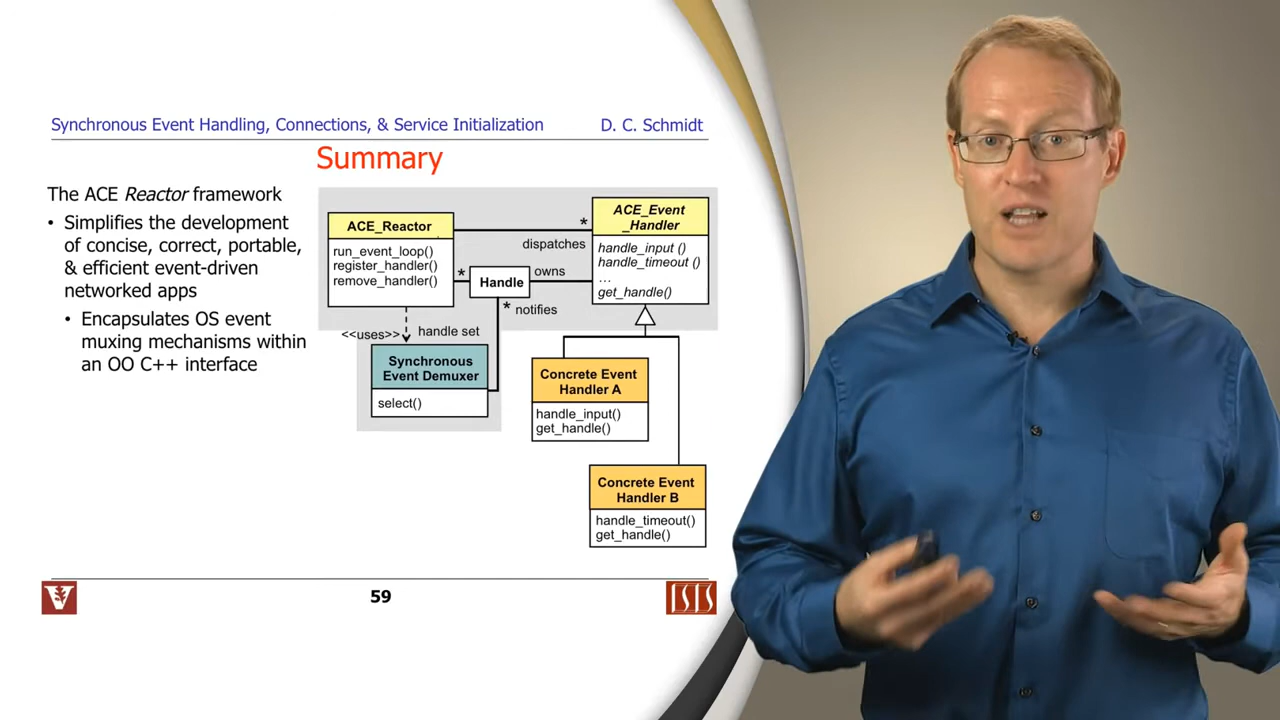 Synchronous Event Handling, Connections, & Service Initialization D. C. Schmidt
Summary
The ACE Reactor framework
• Simplifies the development
of concise, correct, portable,
& efficient event-driven
networked apps
• Encapsulates OS event
muxing mechanisms within
an OO C++ interface
ACE_Reactor
run_event_loop()
register_handler()
remove_handler()
*
dispatches
ACE_Event
_Handler
handle_input ()
handle_timeout ()
...
get_handle()
*
Handle
owns
* notifies
<<uses>>
handle set
Synchronous
Event Demuxer
select()
Concrete Event
Handler A
handle_input()
get_handle()
Concrete Event
Handler B
handle_timeout()
get_handle()
V
59
ISIS